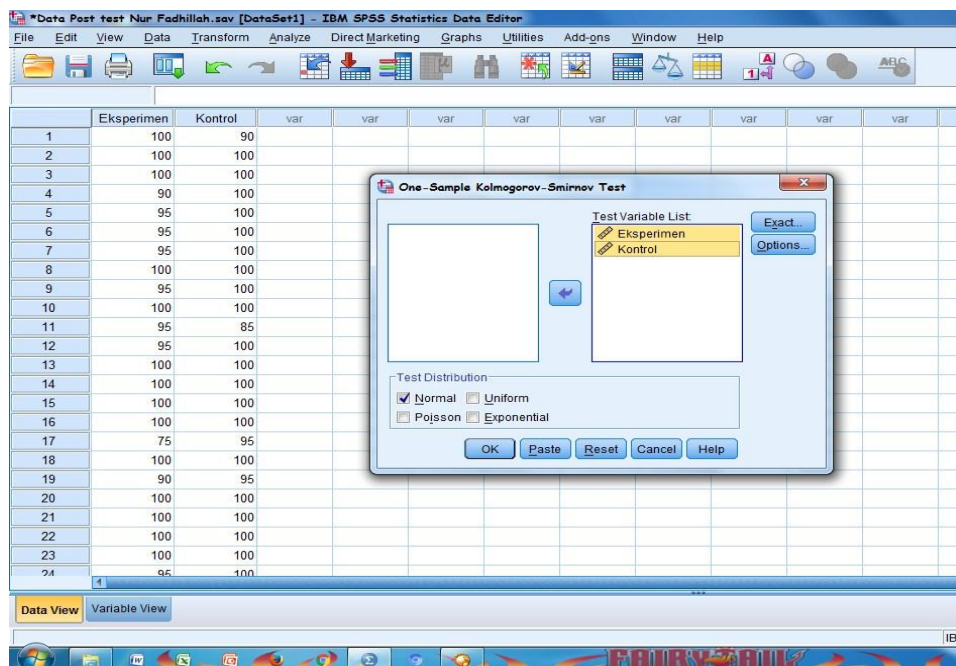 *Data Post test Nur Fadhillah.sav [DataSet1] - IBM SPSS Statistics Data Editor
File Edit View Data Transform Analyze Direct Marketing Graphs Utilities Add-ons Window Help
Eksperimen Kontrol var var var var var var var var var
1 100 90
2 100 100
3 100 100
4 90 100
5 95 100
6 95 100
7 95 100
8 100 100
9 95 100
10 100 100
11 95 85
12 95 100
13 100 100
14 100 100
15 100 100
16 100 100
17 75 95
18 100 100
19 90 95
20 100 100
21 100 100
22 100 100
23 100 100
24 95 100
One-Sample Kolmogorov-Smirnov Test
Test Variable List:
Eksperimen
Kontrol
Exact...
Options...
Test Distribution
Normal Uniform
Poisson Exponential
OK Paste Reset Cancel Help
Data View Variable View
IB
FAIRY TAIL